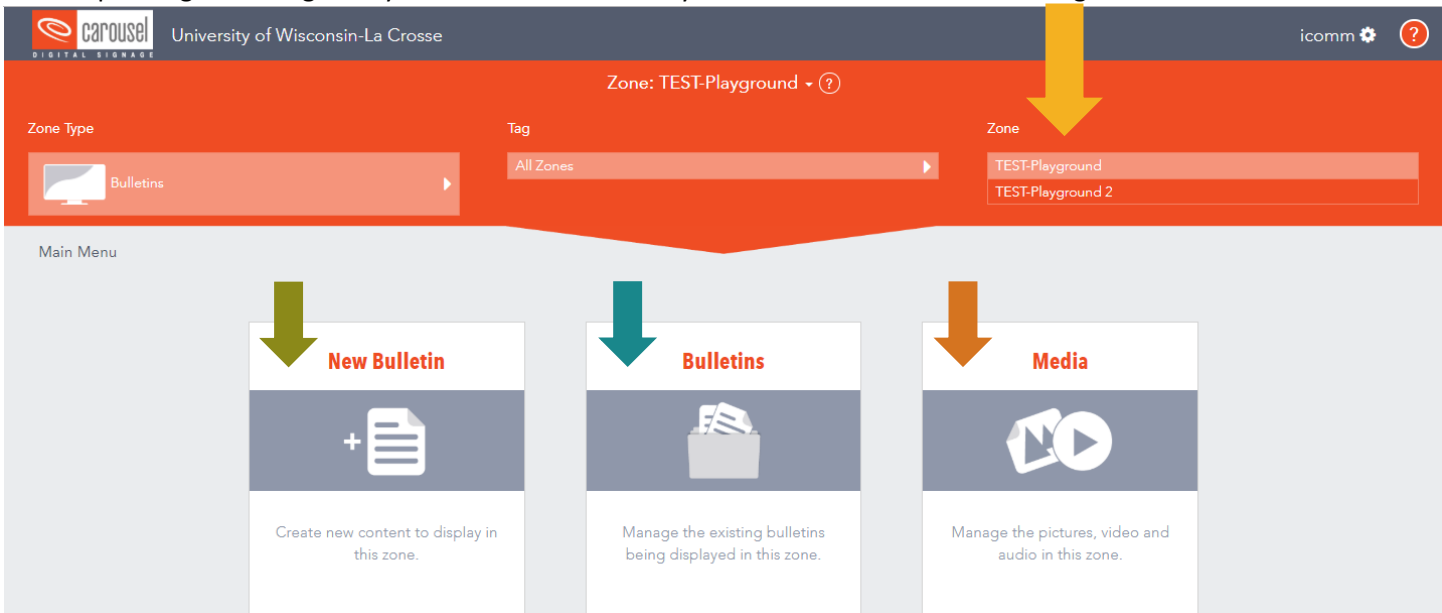 carousel
DIGITAL SIGNAGE
University of Wisconsin-La Crosse
icomm
?
Zone: TEST-Playground ?
Zone Type
Tag
Zone
Bulletins
All Zones
TEST-Playground
TEST-Playground 2
Main Menu
New Bulletin
Bulletins
Media
+
Create new content to display in
this zone.
Manage the existing bulletins
being displayed in this zone.
Manage the pictures, video and
audio in this zone.